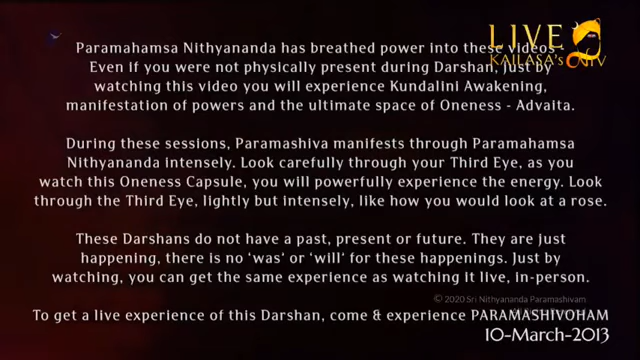 LIVE
KAILASA's NTV
Paramahamsa Nithyananda has breathed power into these videos -
Even if you were not physically present during Darshan, just by
watching this video you will experience Kundalini Awakening,
manifestation of powers and the ultimate space of Oneness - Advaita.
During these sessions, Paramashiva manifests through Paramahamsa
Nithyananda intensely. Look carefully through your Third Eye, as you
watch this Oneness Capsule, you will powerfully experience the energy. Look
through the Third Eye, lightly but intensely, like how you would look at a rose.
These Darshans do not have a past, present or future. They are just
happening, there is no 'was' or 'will' for these happenings. Just by
watching, you can get the same experience as watching it live, in-person.
© 2020 Sri Nithyananda Paramashivam
To get a live experience of this Darshan, come & experience PARAMASHIVOHAM
10-March-2013